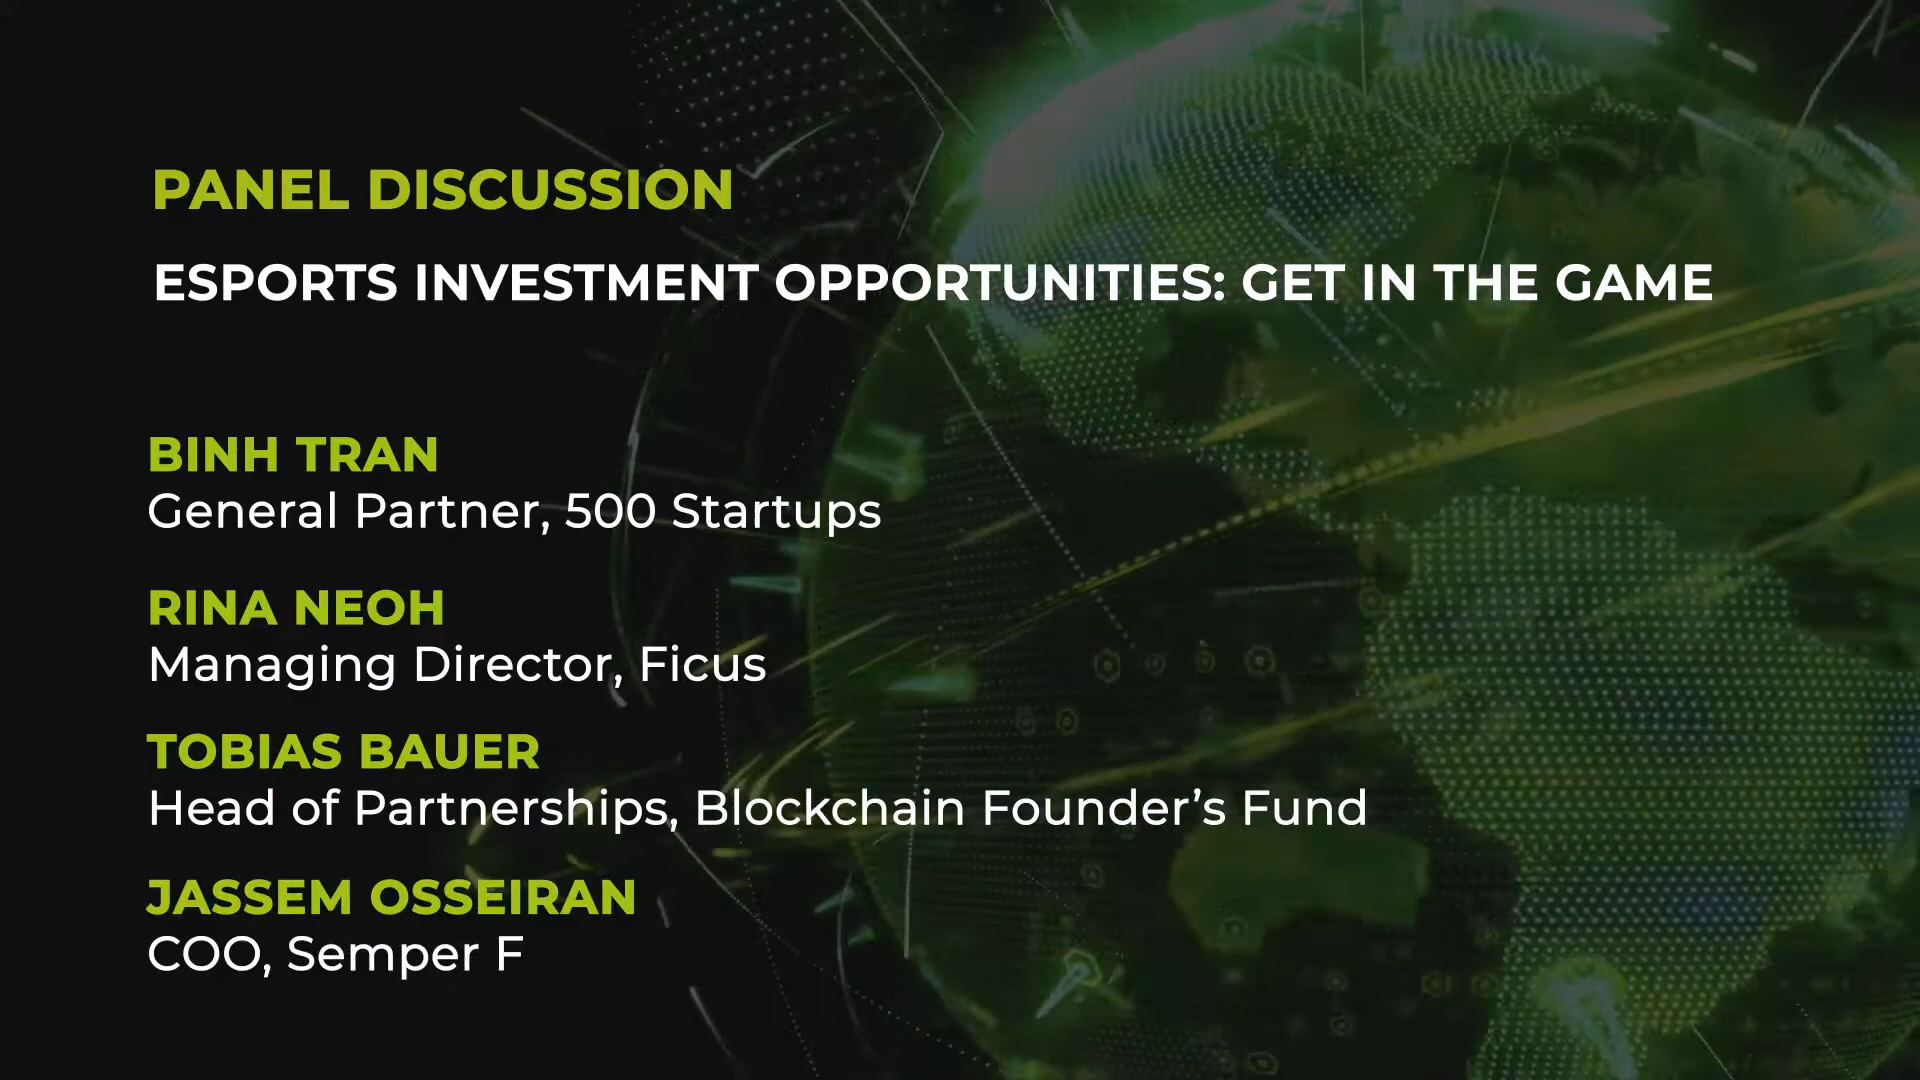 PANEL DISCUSSION
ESPORTS INVESTMENT OPPORTUNITIES: GET IN THE GAME
BINH TRAN
General Partner, 500 Startups
RINA NEOH
Managing Director, Ficus
TOBIAS BAUER
Head of Partnerships, Blockchain Founder’s Fund
JASSEM OSSEIRAN
COO, Semper F